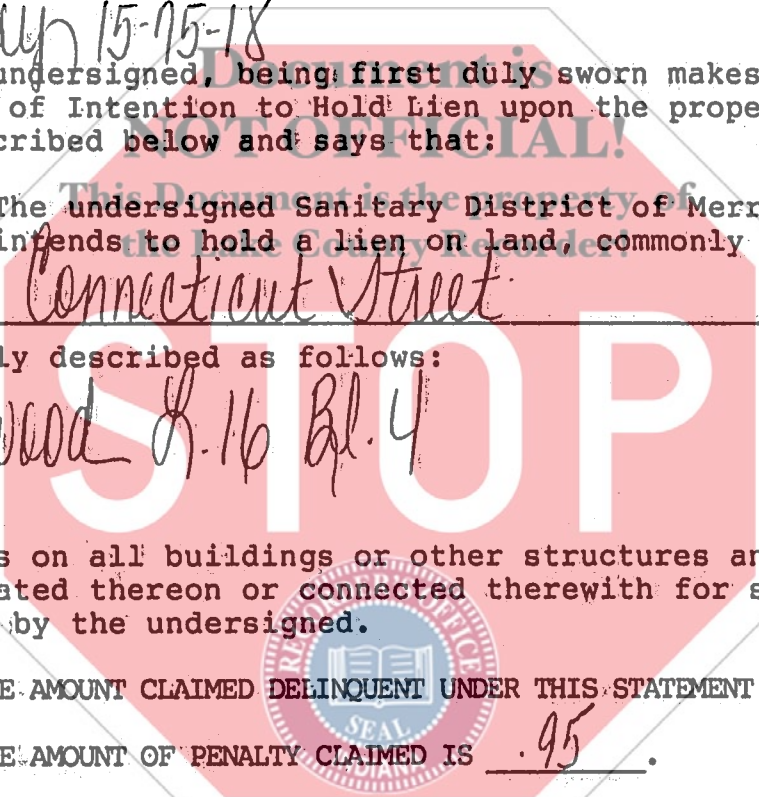 15-75-18
Document is
undersigned, being first duly sworn makes
of Intention to Hold Lien upon the prope
NOT OFFICIAL!
cribed below and says that:
This Document is the property of
The undersigned Sanitary District of Merr
the Lake County Recorder!
intends to hold a lien on land, commonly
Connecticut Street
ly described as follows:
wood L.16 Bl.4
STOP
s on all buildings or other structures an
ated thereon or connected therewith for s
by the undersigned.
RECORDER'S OFFICE
E AMOUNT CLAIMED DELINQUENT UNDER THIS STATEMENT
SEAL
INDIANA
E AMOUNT OF PENALTY CLAIMED IS .95.